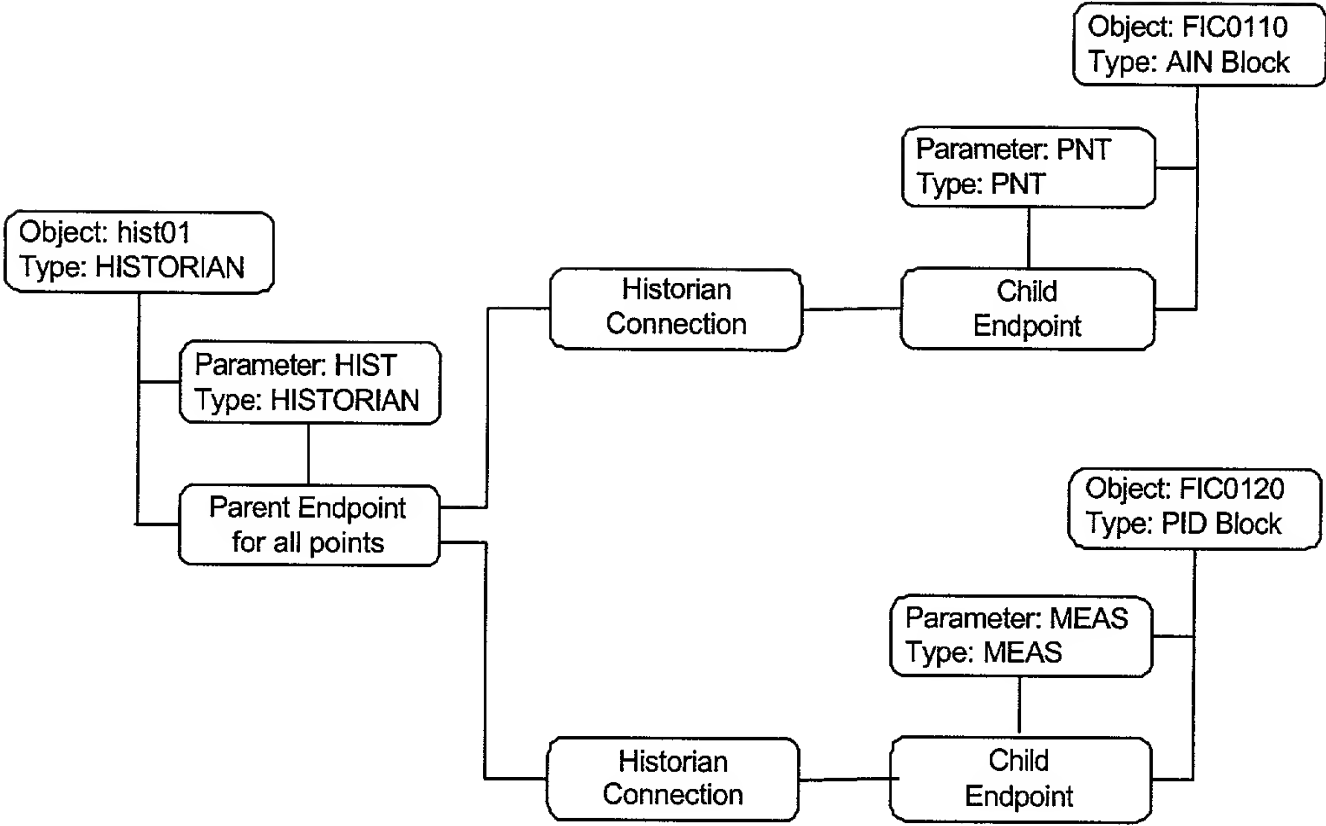 Object: FIC0110
Type: AIN Block
Parameter: PNT
Type: PNT
Object: hist01
Type: HISTORIAN
Historian
Connection
Child
Endpoint
Parameter: HIST
Type: HISTORIAN
Parent Endpoint
for all points
Object: FIC0120
Type: PID Block
Parameter: MEAS
Type: MEAS
Historian
Connection
Child
Endpoint